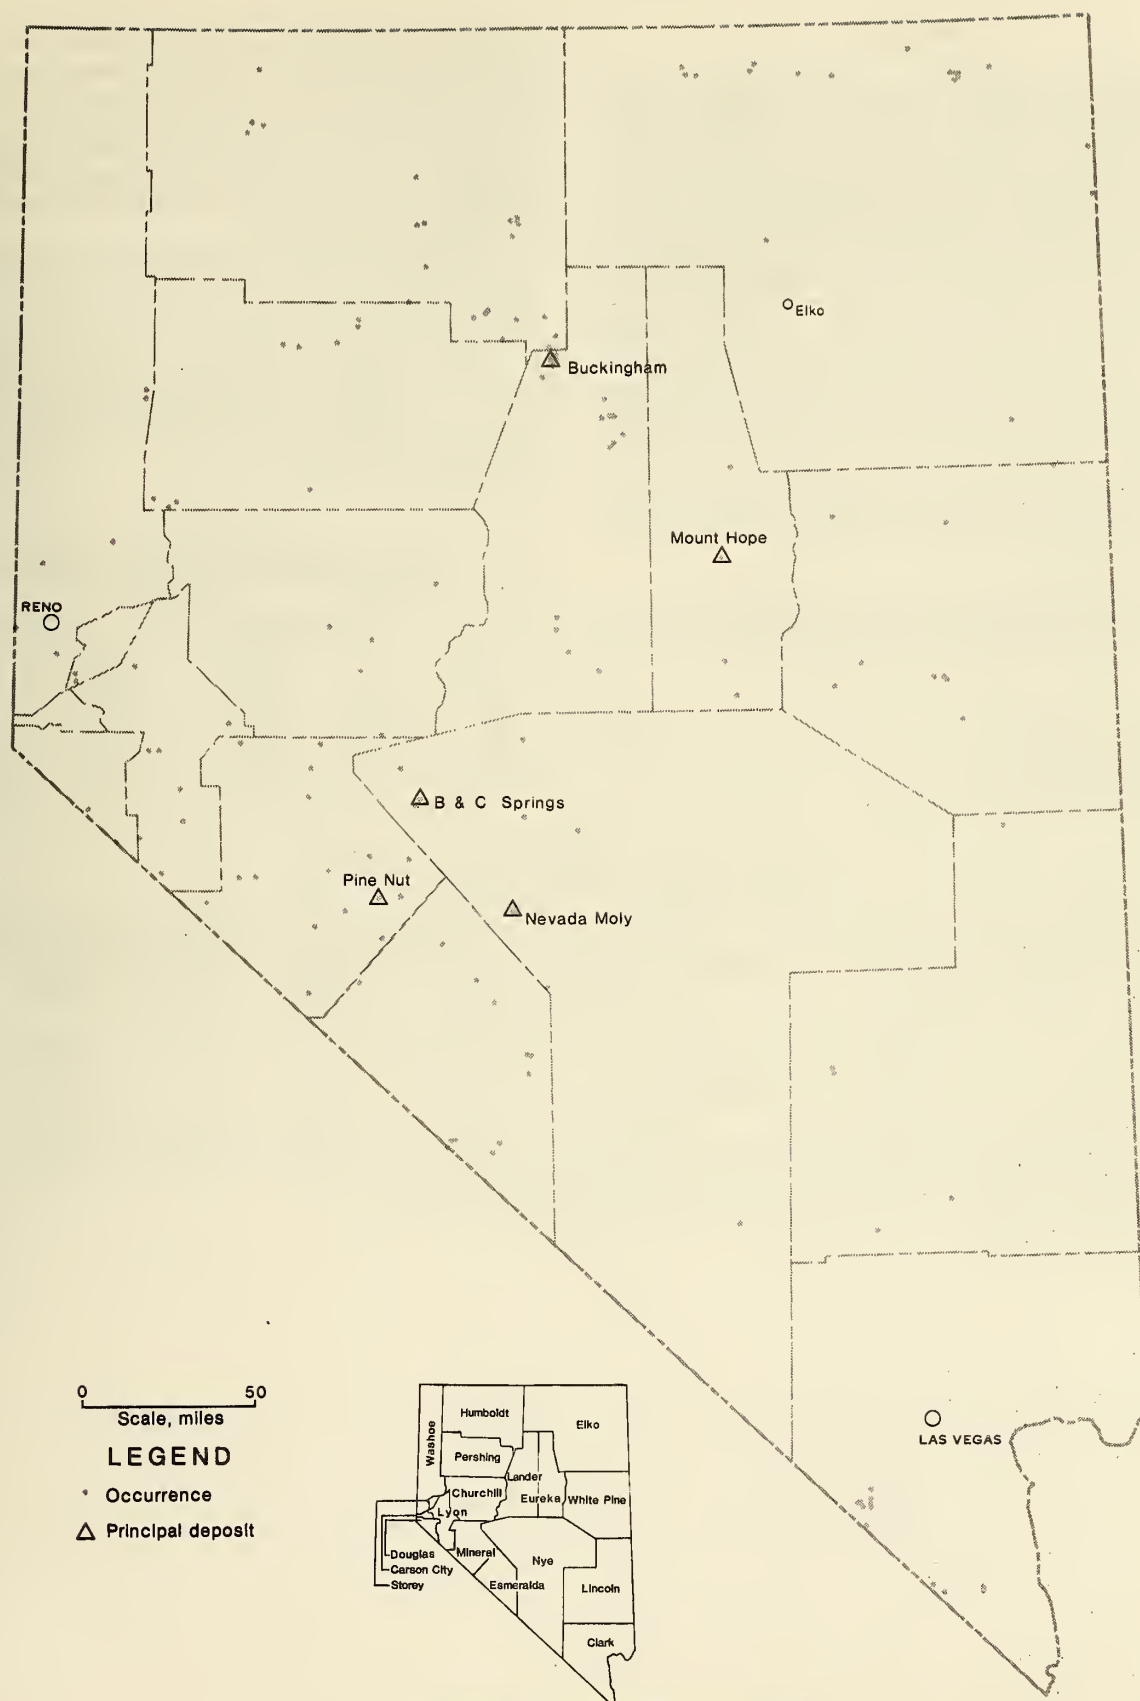 Elko
Buckingham
Mount Hope
RENO
B & C Springs
Pine Nut
Nevada Moly
0 50
Scale, miles
LEGEND
Occurrence
Principal deposit
LAS VEGAS
Washoe
Humboldt
Elko
Pershing
Lander
Churchill
Eureka
White Pine
Lyon
Mineral
Nye
Douglas
Carson City
Storey
Esmeralda
Lincoln
Clark